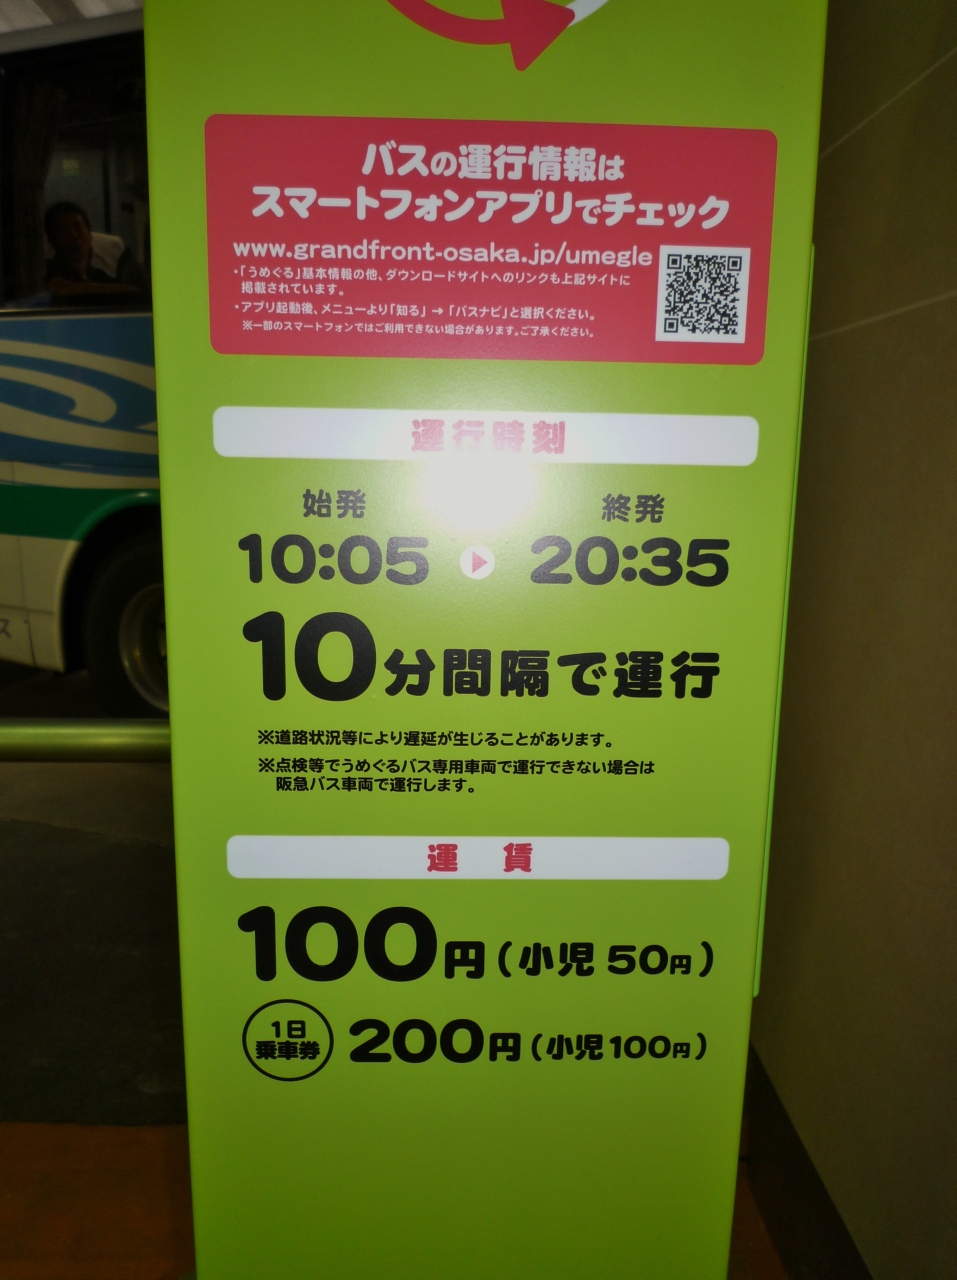 バスの運行情報は
スマートフォンアプリでチェック
www.grandfront-osaka.jp/umegle
・「うめぐる」基本情報の他、ダウンロードサイトへのリンクも上記サイトに
掲載されています。
・アプリ起動後、メニューより「知る」→「バスナビ」と選択ください。
※一部のスマートフォンではご利用できない場合があります。ご了承ください。
運行時刻
始発 終発
10:05 20:35
10分間隔で運行
※道路状況等により遅延が生じることがあります。
※点検等でうめぐるバス専用車両で運行できない場合は
阪急バス車両で運行します。
運賃
100円（小児 50円）
1日
乗車券
200円（小児100円）
ス